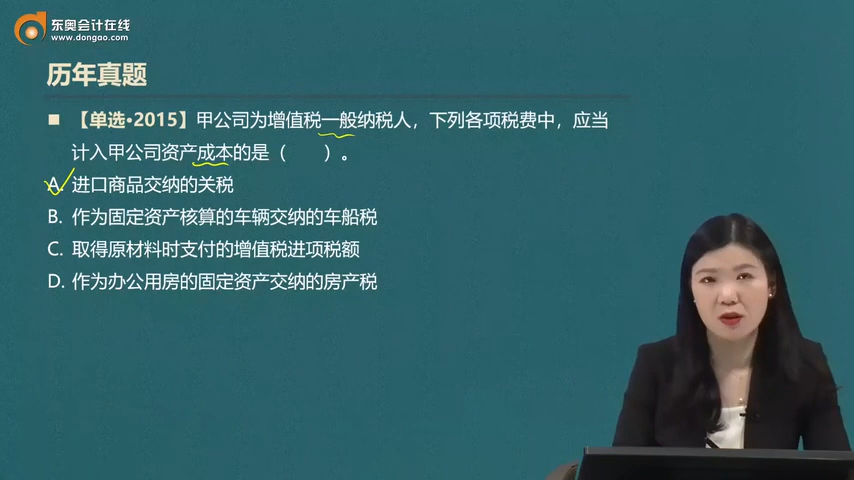 东奥会计在线
www.dongao.com
历年真题
【单选•2015】甲公司为增值税一般纳税人，下列各项税费中，应当
计入甲公司资产成本的是（　　）。
A. 进口商品交纳的关税
B. 作为固定资产核算的车辆交纳的车船税
C. 取得原材料时支付的增值税进项税额
D. 作为办公用房的固定资产交纳的房产税